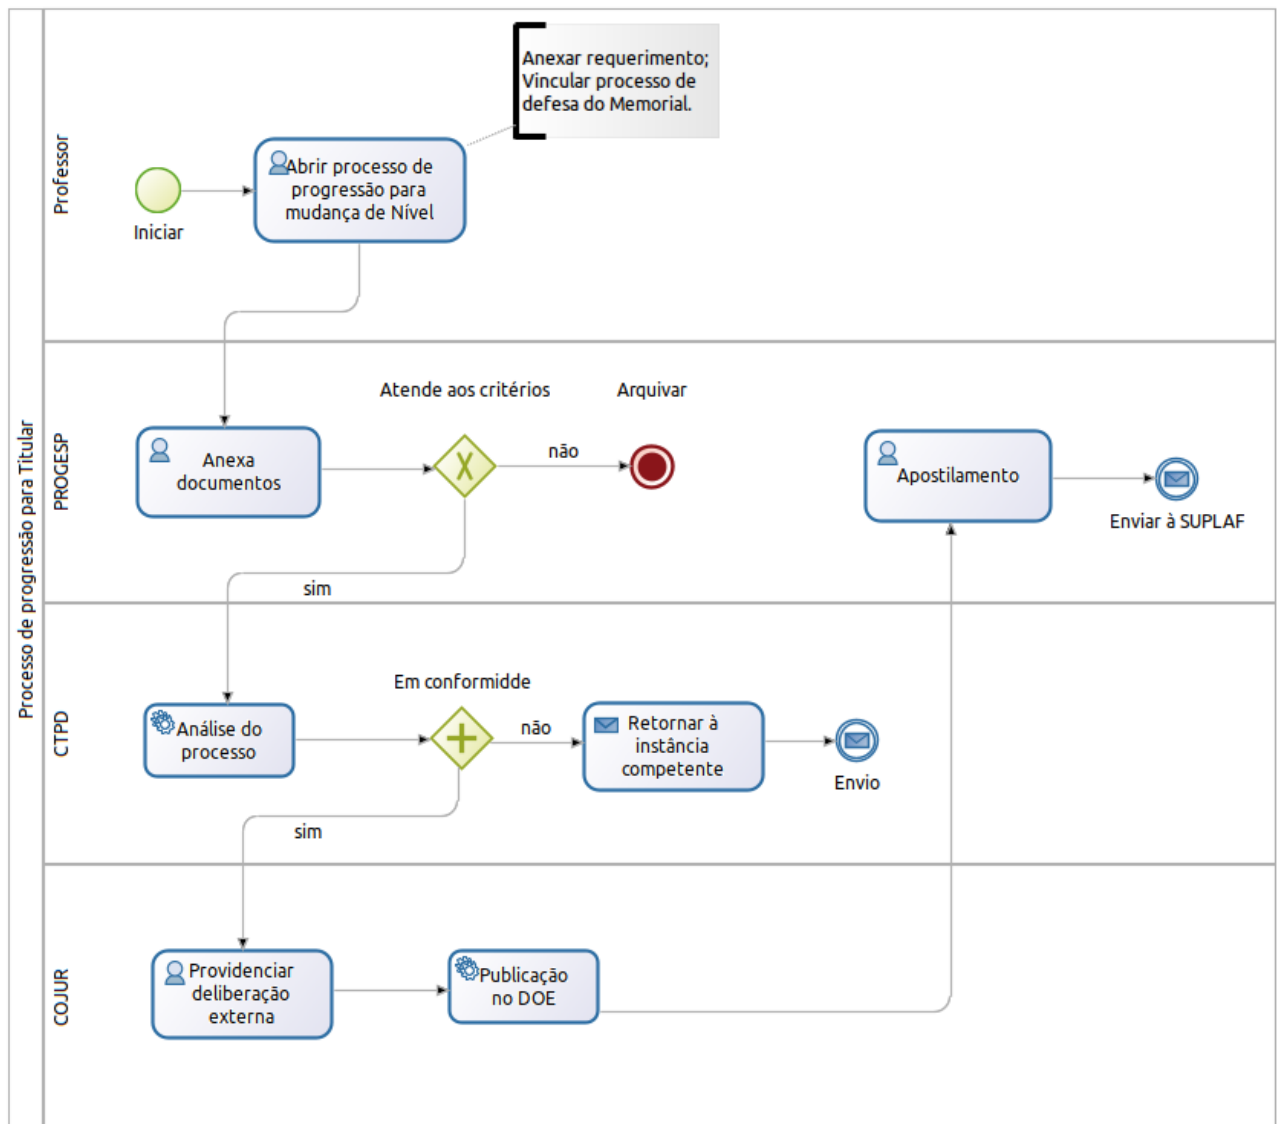 Processo de progressão para Titular
Professor
Iniciar
Abrir processo de
progressão para
mudança de Nível
Anexar requerimento;
Vincular processo de
defesa do Memorial.
PROGESP
Anexa
documentos
Atende aos critérios
não
Arquivar
sim
Apostilamento
Enviar à SUPLAF
CTPD
Análise do
processo
Em conformidde
não
Retornar à
instância
competente
Envio
sim
COJUR
Providenciar
deliberação
externa
Publicação
no DOE